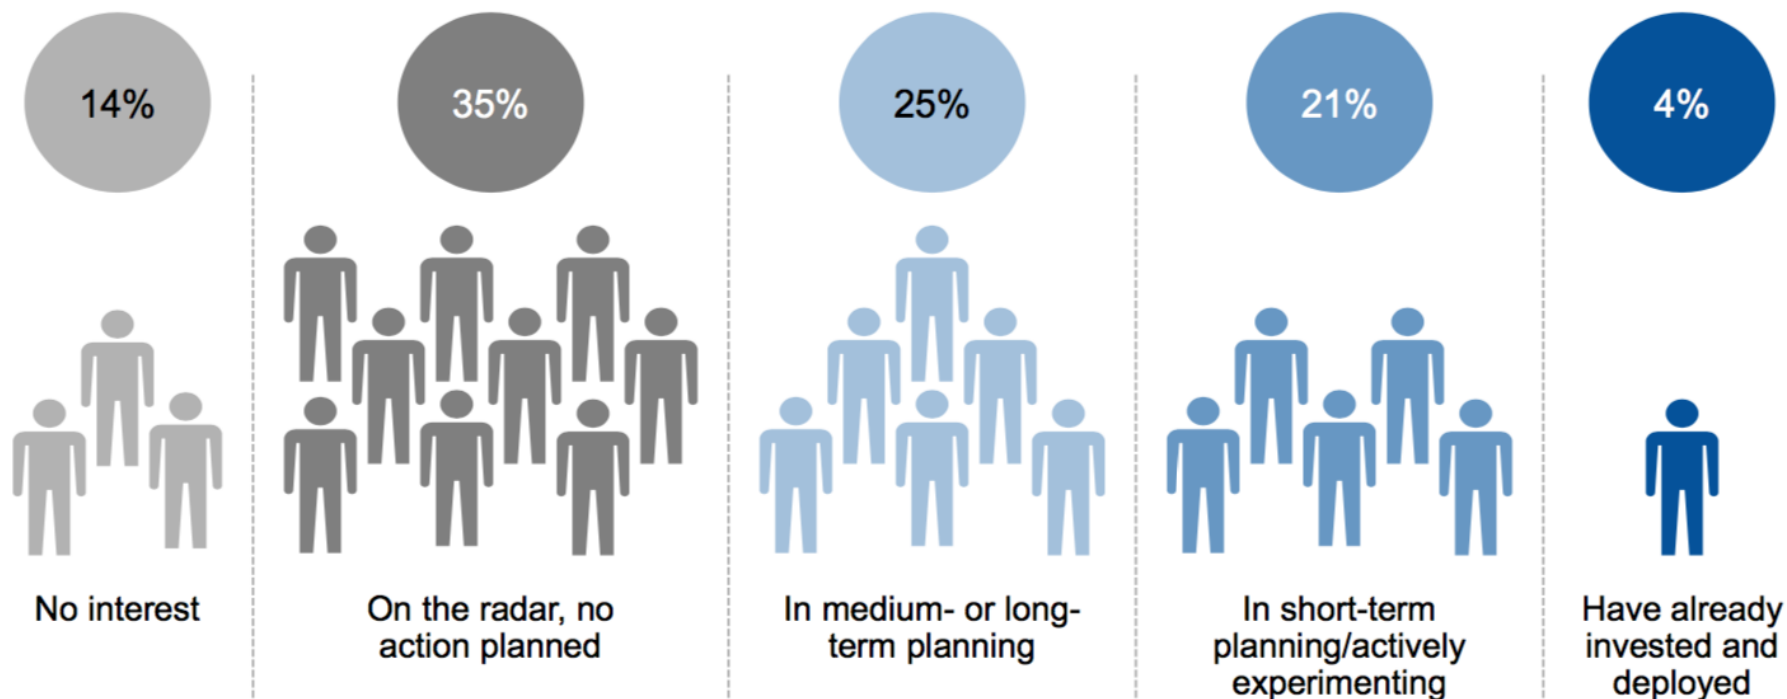 14%
35%
25%
21%
4%
No interest
On the radar, no
action planned
In medium- or long-
term planning
In short-term
planning/actively
experimenting
Have already
invested and
deployed